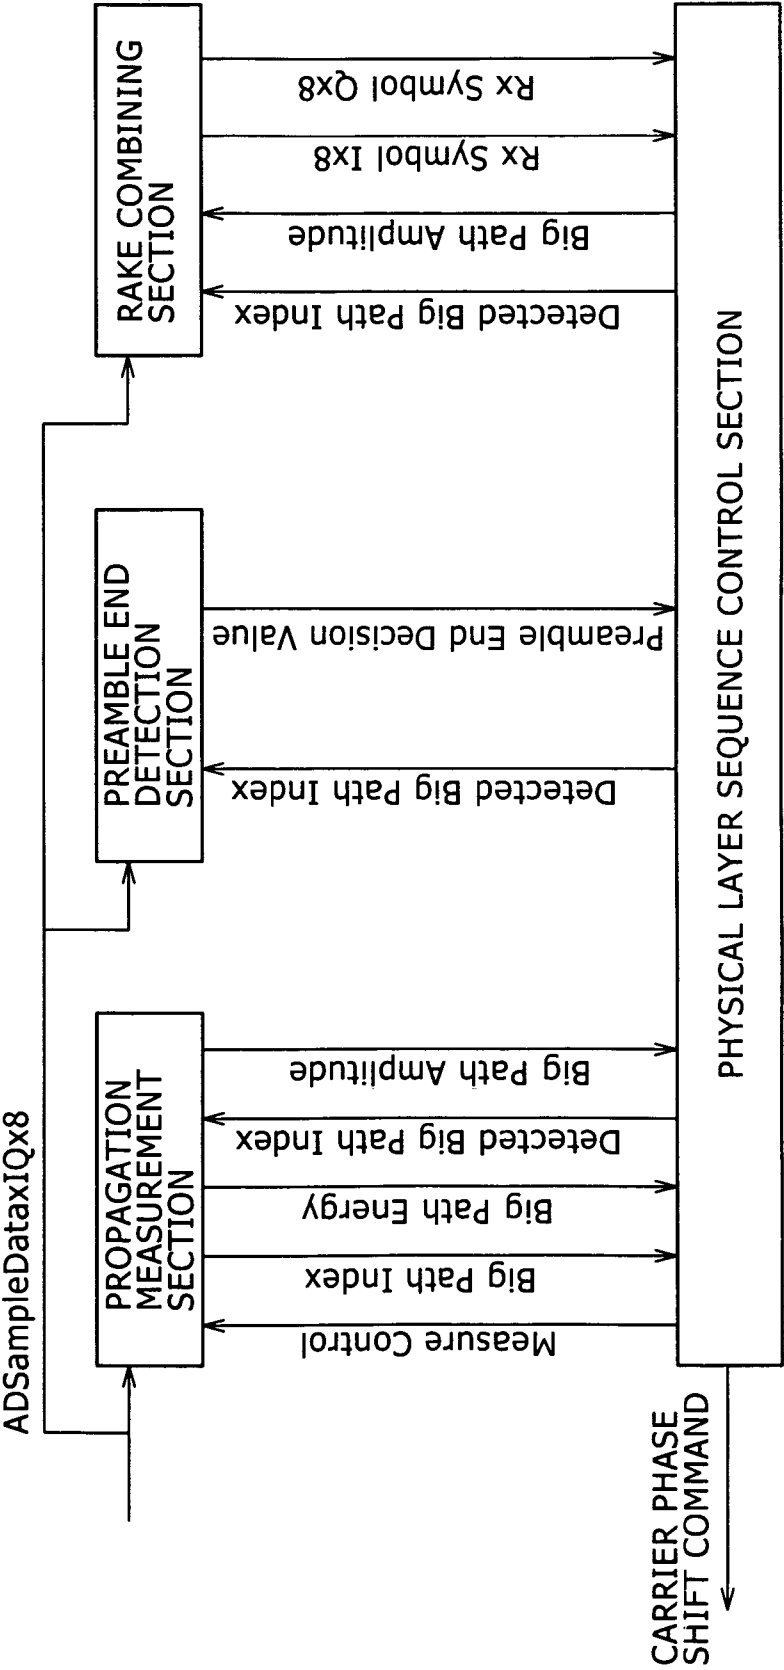 ADSampleDataxIQx8
PROPAGATION
MEASUREMENT
SECTION
PREAMBLE END
DETECTION
SECTION
RAKE COMBINING
SECTION
Measure Control
Big Path Index
Big Path Energy
Detected Big Path Index
Big Path Amplitude
Detected Big Path Index
Preamble End Decision Value
Detected Big Path Index
Big Path Amplitude
Rx Symbol Ix8
Rx Symbol Qx8
CARRIER PHASE
SHIFT COMMAND
PHYSICAL LAYER SEQUENCE CONTROL SECTION